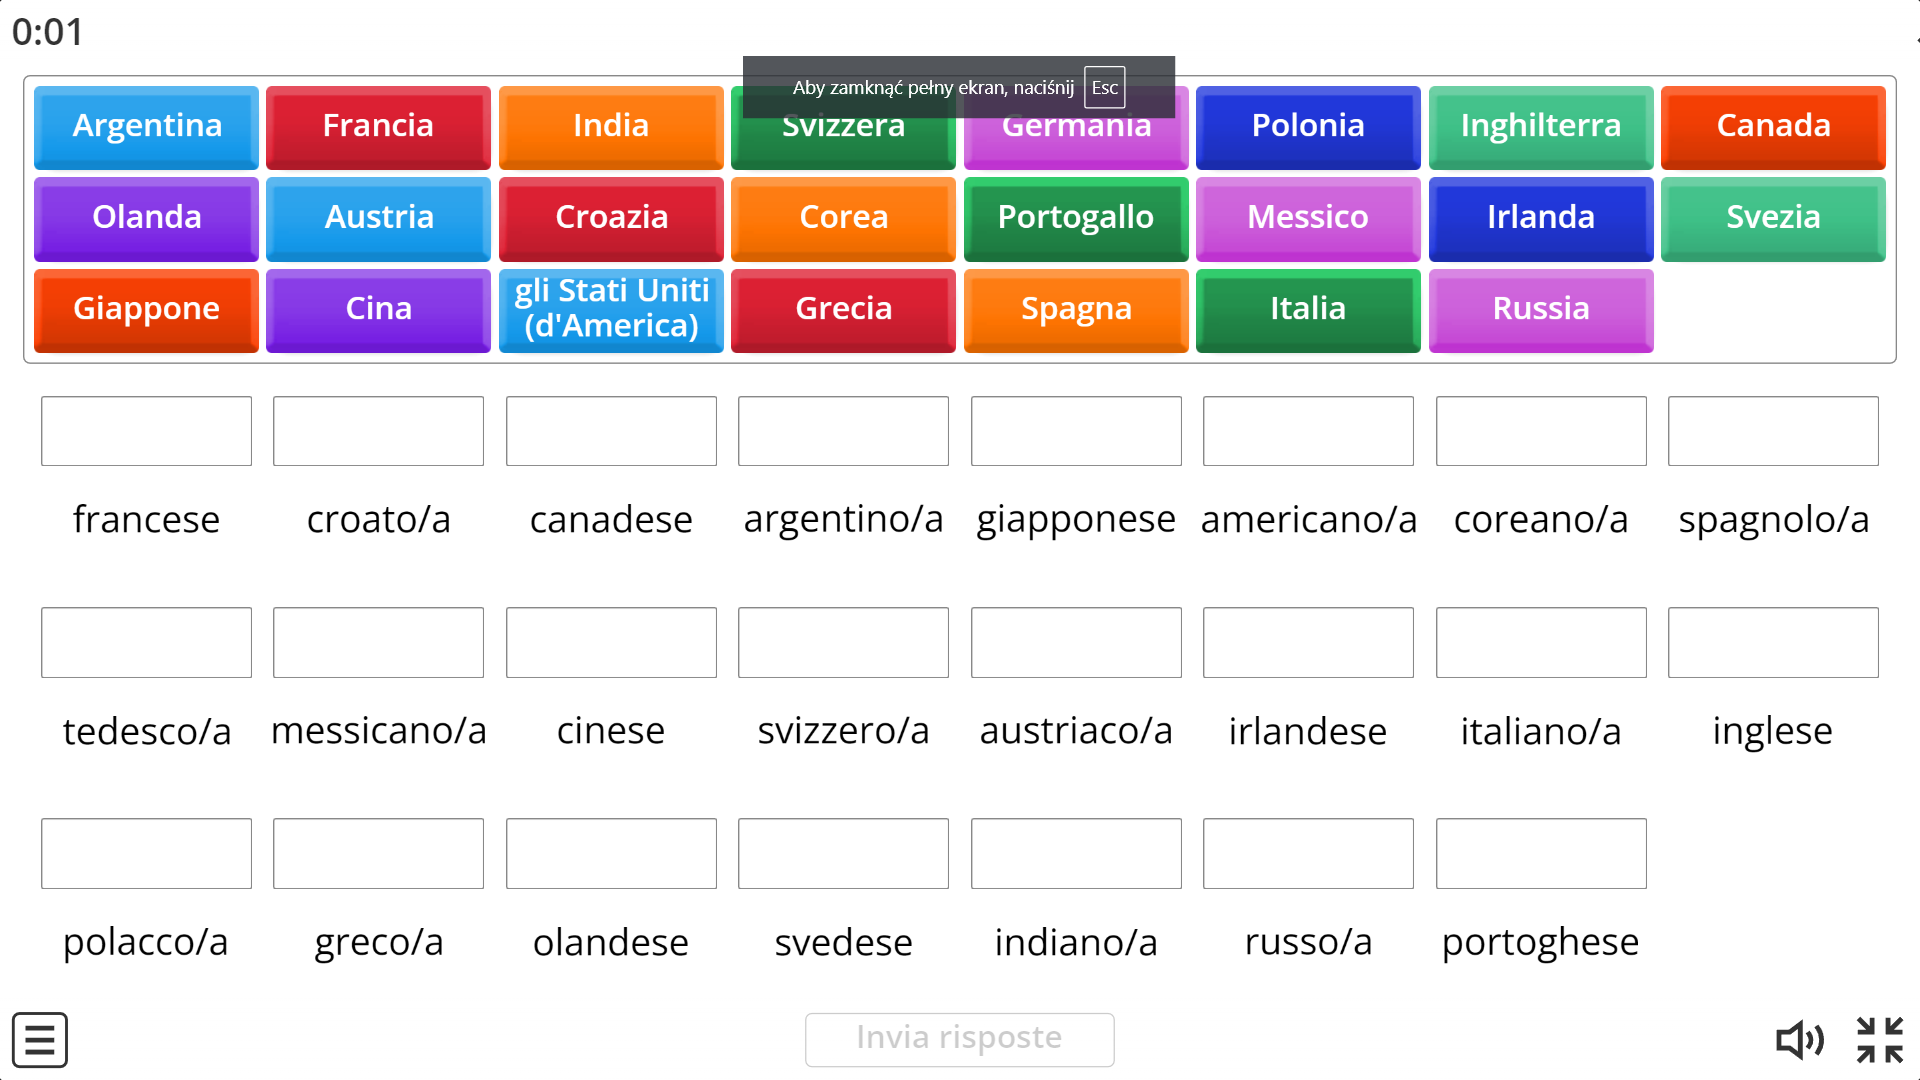 0:01
Aby zamknąć pełny ekran, naciśnij Esc
Argentina Francia India Svizzera Germania Polonia Inghilterra Canada
Olanda Austria Croazia Corea Portogallo Messico Irlanda Svezia
Giappone Cina gli Stati Uniti (d'America) Grecia Spagna Italia Russia
francese croato/a canadese argentino/a giapponese americano/a coreano/a spagnolo/a
tedesco/a messicano/a cinese svizzero/a austriaco/a irlandese italiano/a inglese
polacco/a greco/a olandese svedese indiano/a russo/a portoghese
Invia risposte